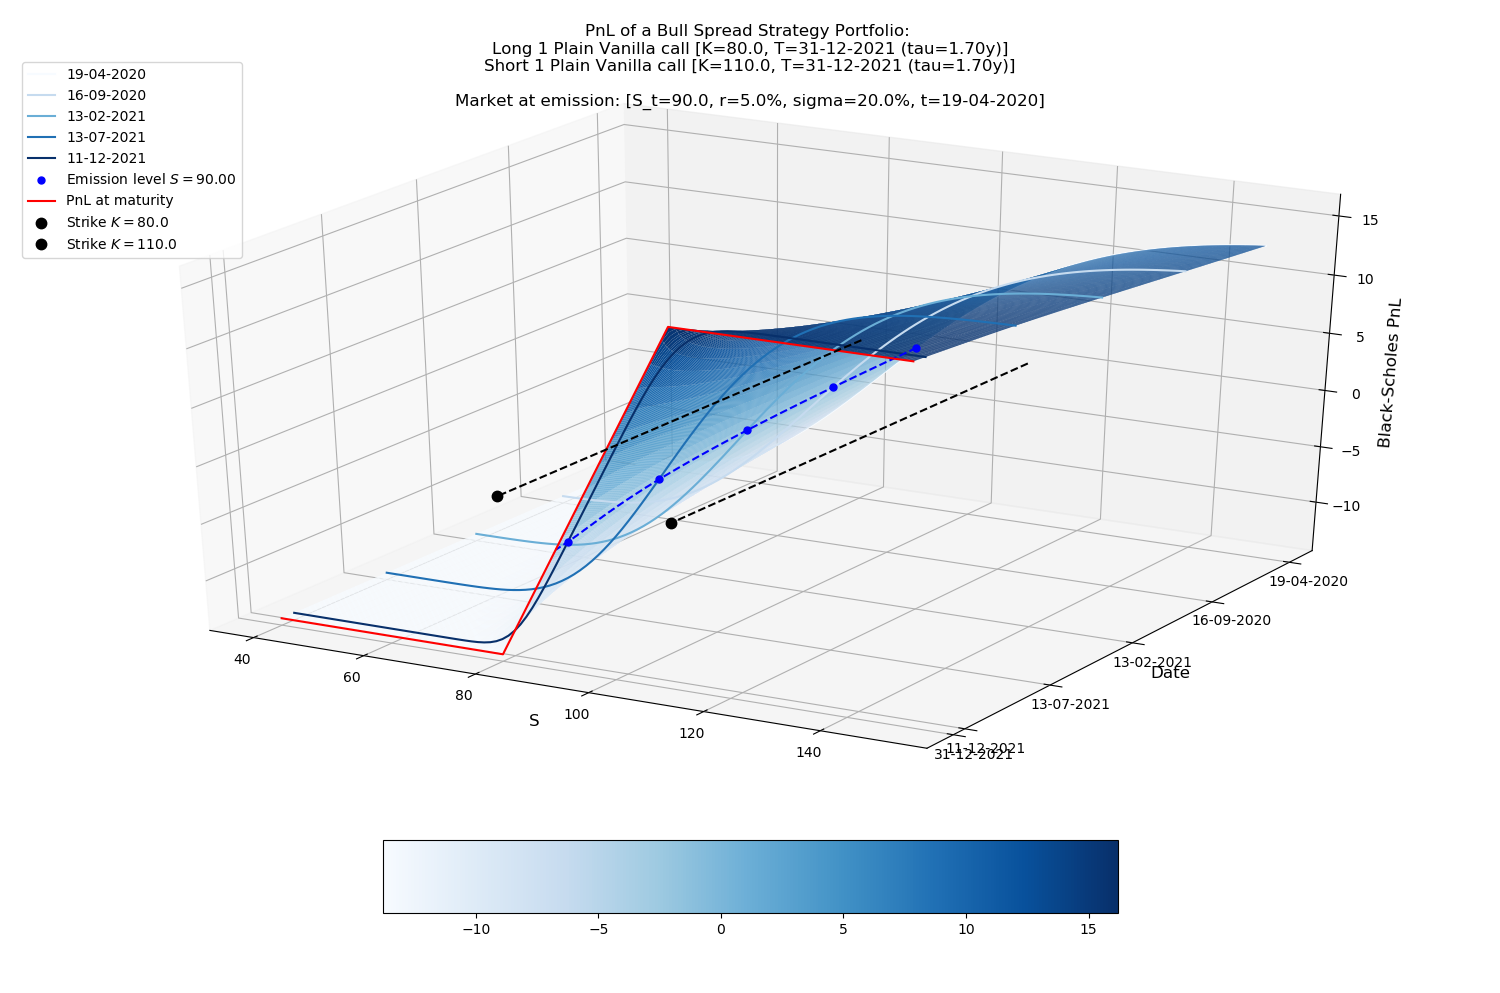 PnL of a Bull Spread Strategy Portfolio:
Long 1 Plain Vanilla call [K=80.0, T=31-12-2021 (tau=1.70y)]
Short 1 Plain Vanilla call [K=110.0, T=31-12-2021 (tau=1.70y)]
Market at emission: [S_t=90.0, r=5.0%, sigma=20.0%, t=19-04-2020]
19-04-2020
16-09-2020
13-02-2021
13-07-2021
11-12-2021
Emission level S = 90.00
PnL at maturity
Strike K = 80.0
Strike K = 110.0
15
10
5
0
−5
−10
Black-Scholes PnL
19-04-2020
16-09-2020
13-02-2021
13-07-2021
11-12-2021
31-12-2021
Date
40
60
80
100
120
140
S
−10
−5
0
5
10
15